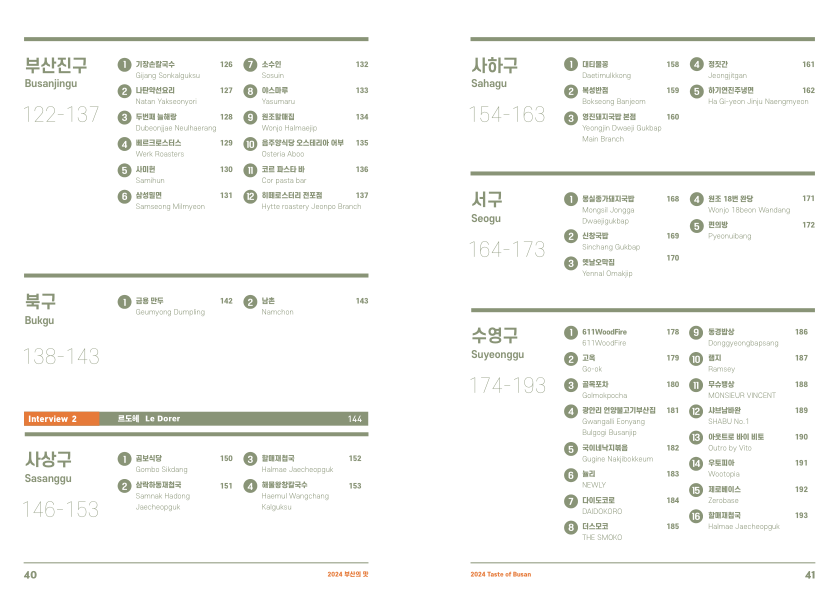 부산진구
Busanjingu
122-137
1 기장손칼국수 126
Gijang Sonkalguksu
2 나탄약선요리 127
Natan Yakseonyori
3 두번째 늘해랑 128
Dubeonjjae Neulhaerang
4 베르크로스터스 129
Werk Roasters
5 사미헌 130
Samihun
6 삼성밀면 131
Samseong Milmyeon
7 소수인 132
Sosuin
8 야스마루 133
Yasumaru
9 원조할매집 134
Wonjo Halmaejip
10 음주양식당 오스테리아 어부 135
Ostaria Aboo
11 코르 파스타 바 136
Cor pasta bar
12 히떼로스터리 전포점 137
Hytte roastery Jeonpo Branch
북구
Bukgu
138-143
1 금용 만두 142
Geumyong Dumpling
2 남촌 143
Namchon
Interview 2 르도헤 Le Dorer 144
사상구
Sasanggu
146-153
1 곰보식당 150
Gombo Sikdang
2 삼락하동재첩국 151
Samnak Hadong
Jaecheopguk
3 할매재첩국 152
Halmae Jaecheopguk
4 해물왕창칼국수 153
Haemul Wangchang
Kalguksu
40
2024 부산의 맛
사하구
Sahagu
154-163
1 대티물꽁 158
Daetimulkkong
2 복성반점 159
Bokseong Banjeom
3 영진돼지국밥 본점 160
Yeongjin Dwaeji Gukbap
Main Branch
4 정짓간 161
Jeongjitgan
5 하기연진주냉면 162
Ha Gi-yeon Jinju Naengmyeon
서구
Seogu
164-173
1 몽실종가돼지국밥 168
Mongsil Jongga
Dwaejigukbap
2 신창국밥 169
Sinchang Gukbap
3 옛날오막집 170
Yennal Omakjip
4 원조 18번 완당 171
Wonjo 18beon Wandang
5 편의방 172
Pyeonuibang
수영구
Suyeonggu
174-193
1 611WoodFire 178
611WoodFire
2 고옥 179
Go-ok
3 골목포차 180
Golmokpocha
4 광안리 언양불고기부산집 181
Gwangalli Eonyang
Bulgogi Busanjip
5 국이네낙지볶음 182
Gugine Nakjibokkeum
6 뉴리 183
NEWLY
7 다이도코로 184
DAIDOKORO
8 더스모코 185
THE SMOKO
9 동경밥상 186
Donggyeongbapsang
10 램지 187
Ramsey
11 무슈뱅상 188
MONSIEUR VINCENT
12 샤브남바완 189
SHABU No.1
13 아웃트로 바이 비토 190
Outro by Vito
14 우토피아 191
Wootopia
15 제로베이스 192
Zerobase
16 할매재첩국 193
Halmae Jaecheopguk
2024 Taste of Busan
41